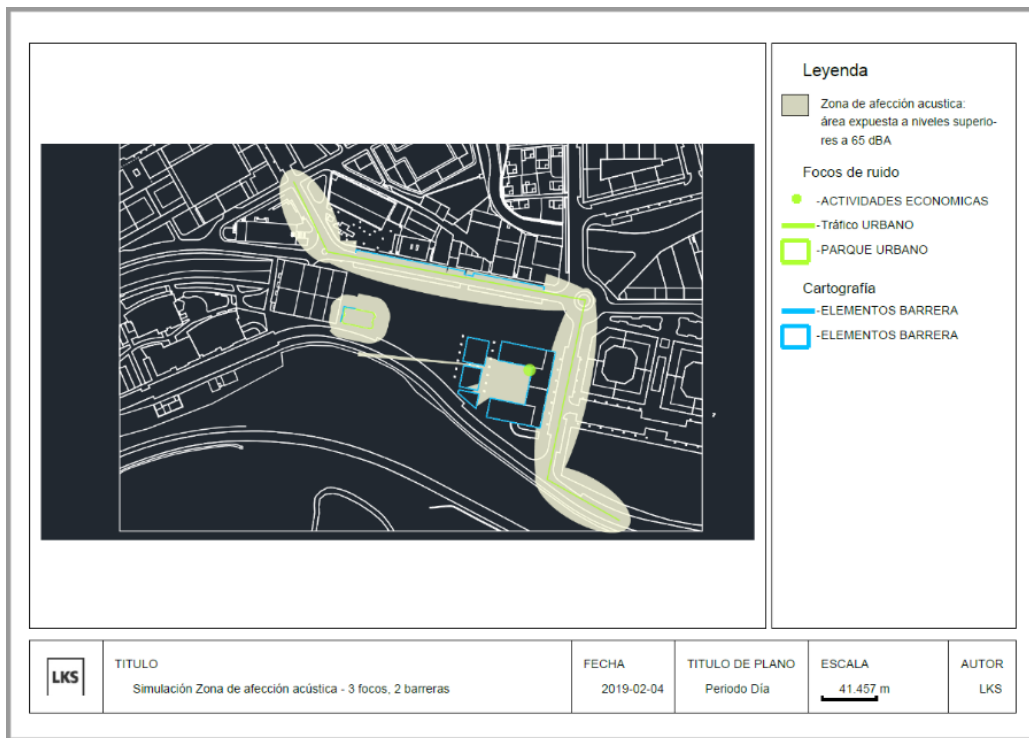 Leyenda
Zona de afección acustica:
área expuesta a niveles superio-
res a 65 dBA
Focos de ruido
-ACTIVIDADES ECONOMICAS
-Tráfico URBANO
-PARQUE URBANO
Cartografía
-ELEMENTOS BARRERA
-ELEMENTOS BARRERA
LKS
TITULO
Simulación Zona de afección acústica - 3 focos, 2 barreras
FECHA
2019-02-04
TITULO DE PLANO
Periodo Día
ESCALA
41.457 m
AUTOR
LKS